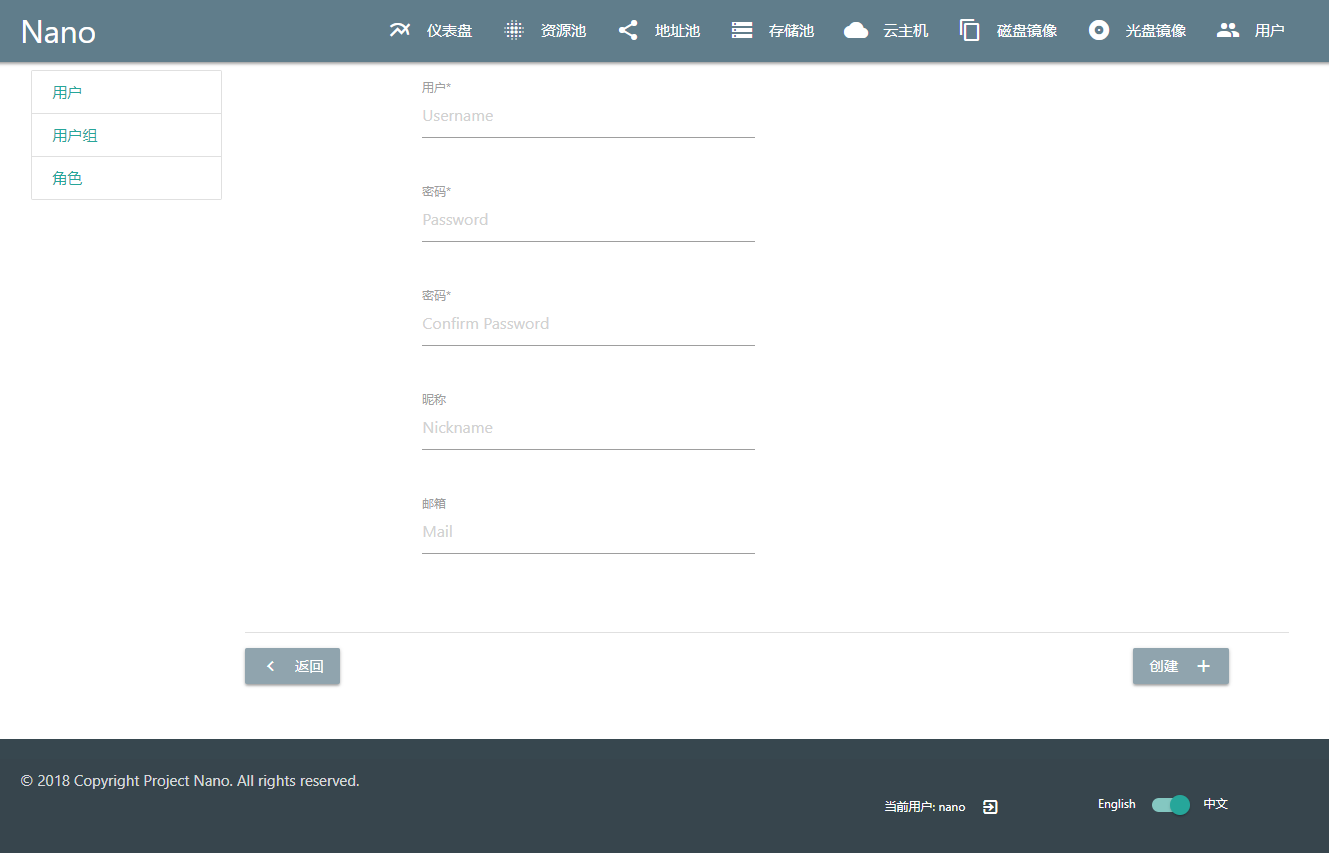 Nano
仪表盘
资源池
地址池
存储池
云主机
磁盘镜像
光盘镜像
用户
用户
用户组
角色
用户*
Username
密码*
Password
密码*
Confirm Password
昵称
Nickname
邮箱
Mail
返回
创建
© 2018 Copyright Project Nano. All rights reserved.
当前用户: nano
English
中文